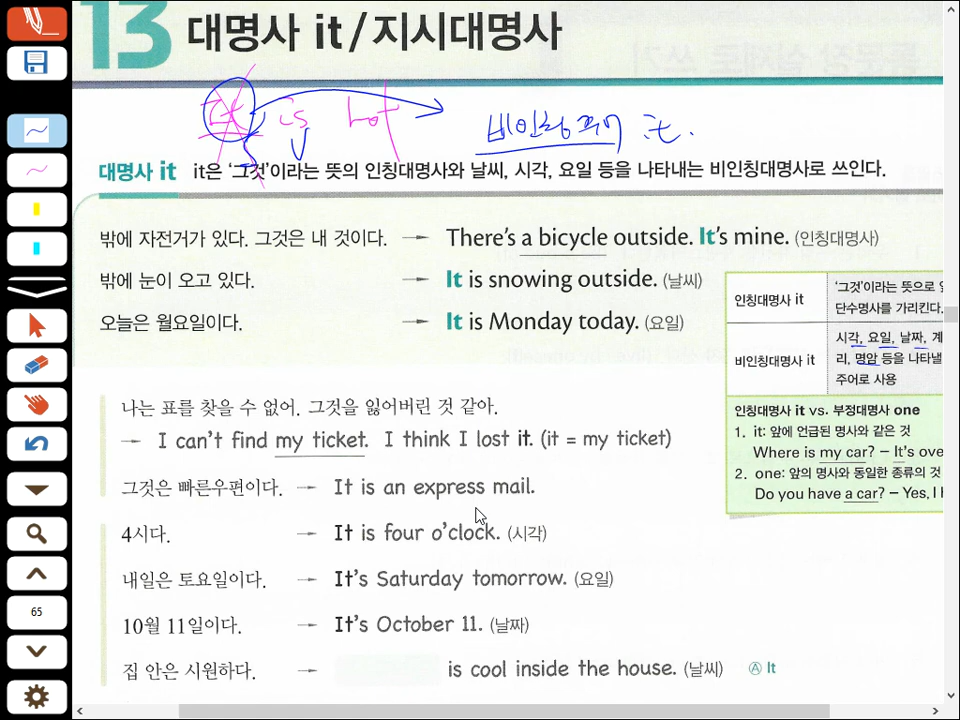 13 대명사 it / 지시대명사
It is hot
비인칭 주어 it.
대명사 it it은 '그것'이라는 뜻의 인칭대명사와 날씨, 시각, 요일 등을 나타내는 비인칭대명사로 쓰인다.
밖에 자전거가 있다. 그것은 내 것이다. → There's a bicycle outside. It's mine. (인칭대명사)
밖에 눈이 오고 있다. → It is snowing outside. (날씨)
오늘은 월요일이다. → It is Monday today. (요일)
인칭대명사 it '그것'이라는 뜻으로
단수명사를 가리킨다.
비인칭대명사 it 시각, 요일, 날짜, 계
리, 명암 등을 나타낼
주어로 사용
인칭대명사 it vs. 부정대명사 one
1. it: 앞에 언급된 명사와 같은 것
Where is my car? – It's ove
2. one: 앞의 명사와 동일한 종류의 것
Do you have a car? – Yes, I h
나는 표를 찾을 수 없어. 그것을 잃어버린 것 같아.
→ I can't find my ticket. I think I lost it. (it = my ticket)
그것은 빠른우편이다. → It is an express mail.
4시다. → It is four o'clock. (시각)
내일은 토요일이다. → It's Saturday tomorrow. (요일)
10월 11일이다. → It's October 11. (날짜)
집 안은 시원하다. → is cool inside the house. (날씨) Ⓐ It
65